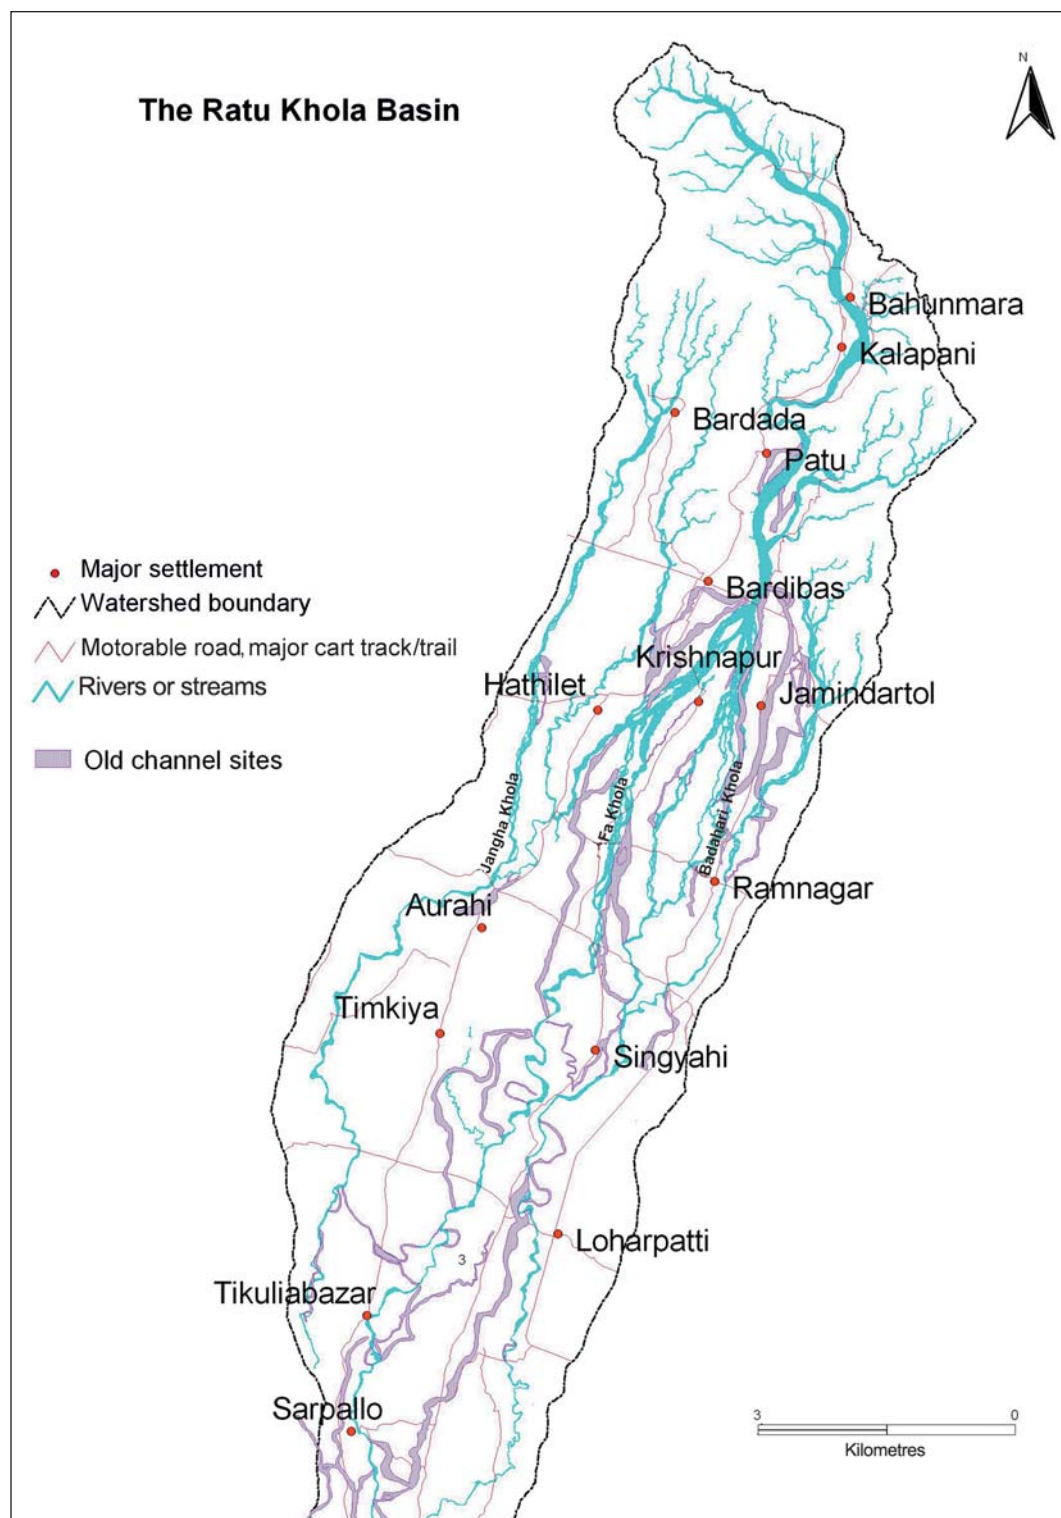 N
The Ratu Khola Basin
Bahunmara
Kalapani
Bardada
Patu
Major settlement
Watershed boundary
Motorable road, major cart track/trail
Rivers or streams
Old channel sites
Bardibas
Krishnapur
Hathilet
Jamindartol
Jangha Khola
Fa Khola
Badahari Khola
Ramnagar
Aurahi
Timkiya
Singyahi
Loharpatti
3
Tikuliabazar
Sarpallo
3 0
Kilometres